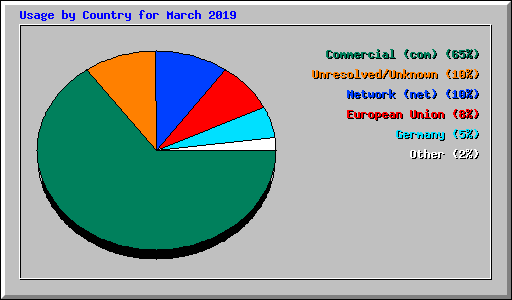 Usage by Country for March 2019
Commercial (com) (65%)
Unresolved/Unknown (10%)
Network (net) (10%)
European Union (8%)
Germany (5%)
Other (2%)